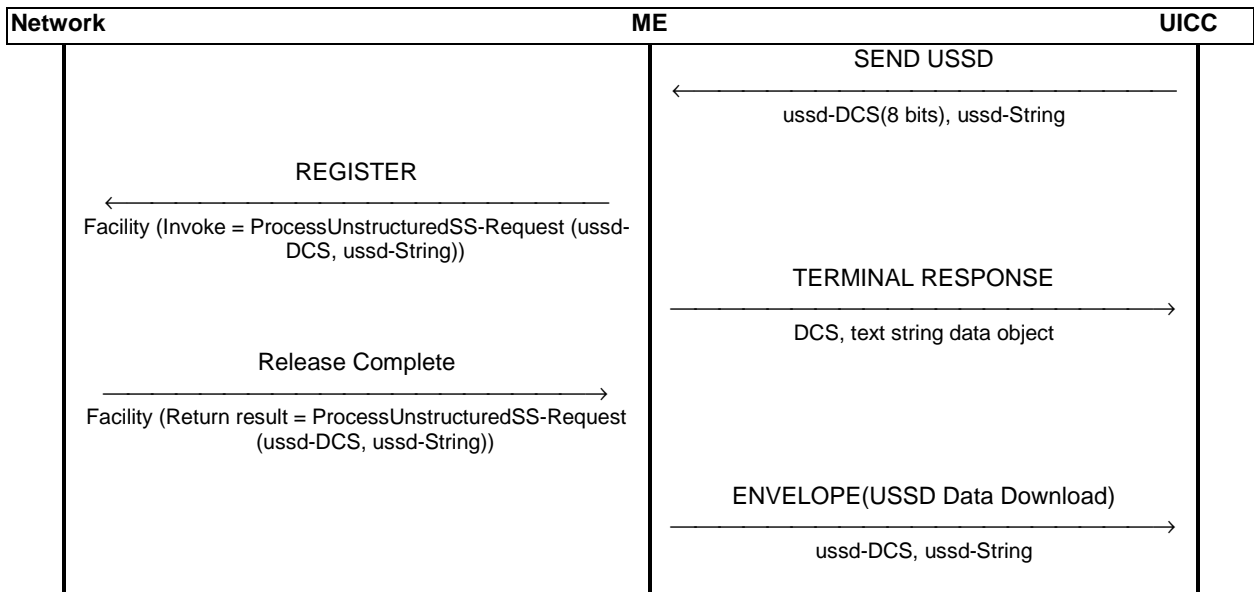 Network ME UICC
SEND USSD
ussd-DCS(8 bits), ussd-String
REGISTER
Facility (Invoke = ProcessUnstructuredSS-Request (ussd-
DCS, ussd-String))
TERMINAL RESPONSE
DCS, text string data object
Release Complete
Facility (Return result = ProcessUnstructuredSS-Request
(ussd-DCS, ussd-String))
ENVELOPE(USSD Data Download)
ussd-DCS, ussd-String